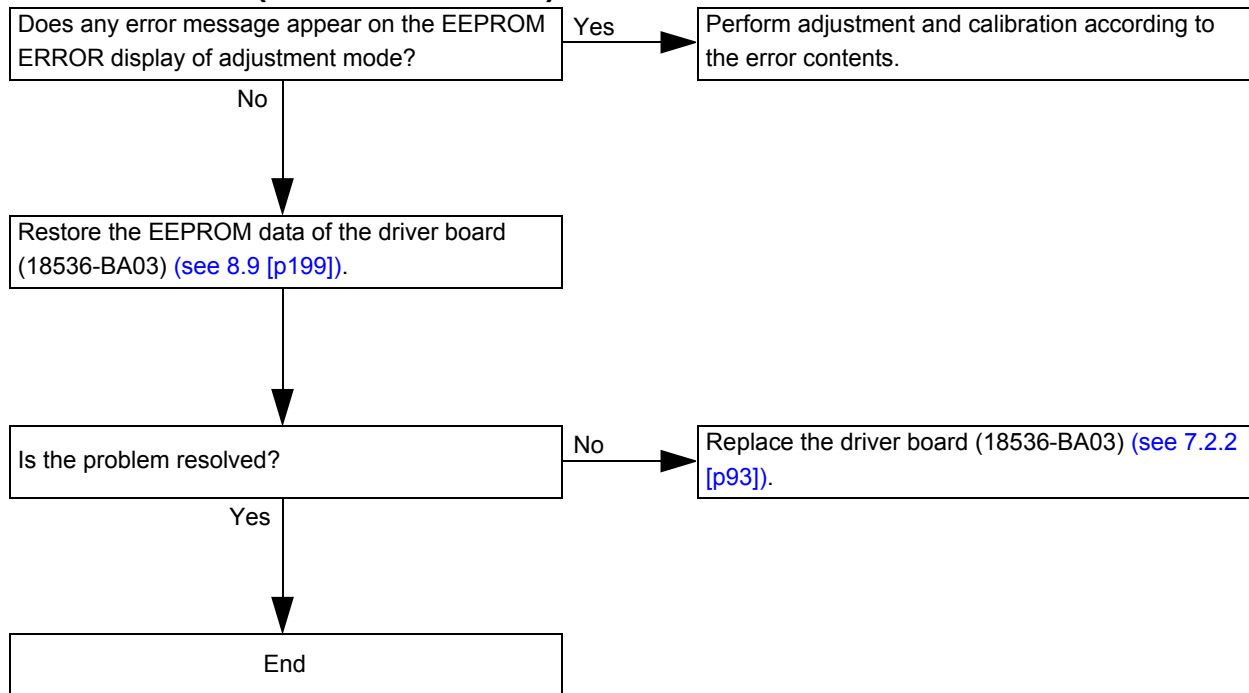 Does any error message appear on the EEPROM
ERROR display of adjustment mode?
Yes
Perform adjustment and calibration according to
the error contents.
No
Restore the EEPROM data of the driver board
(18536-BA03) (see 8.9 [p199]).
Is the problem resolved?
No
Replace the driver board (18536-BA03) (see 7.2.2
[p93]).
Yes
End